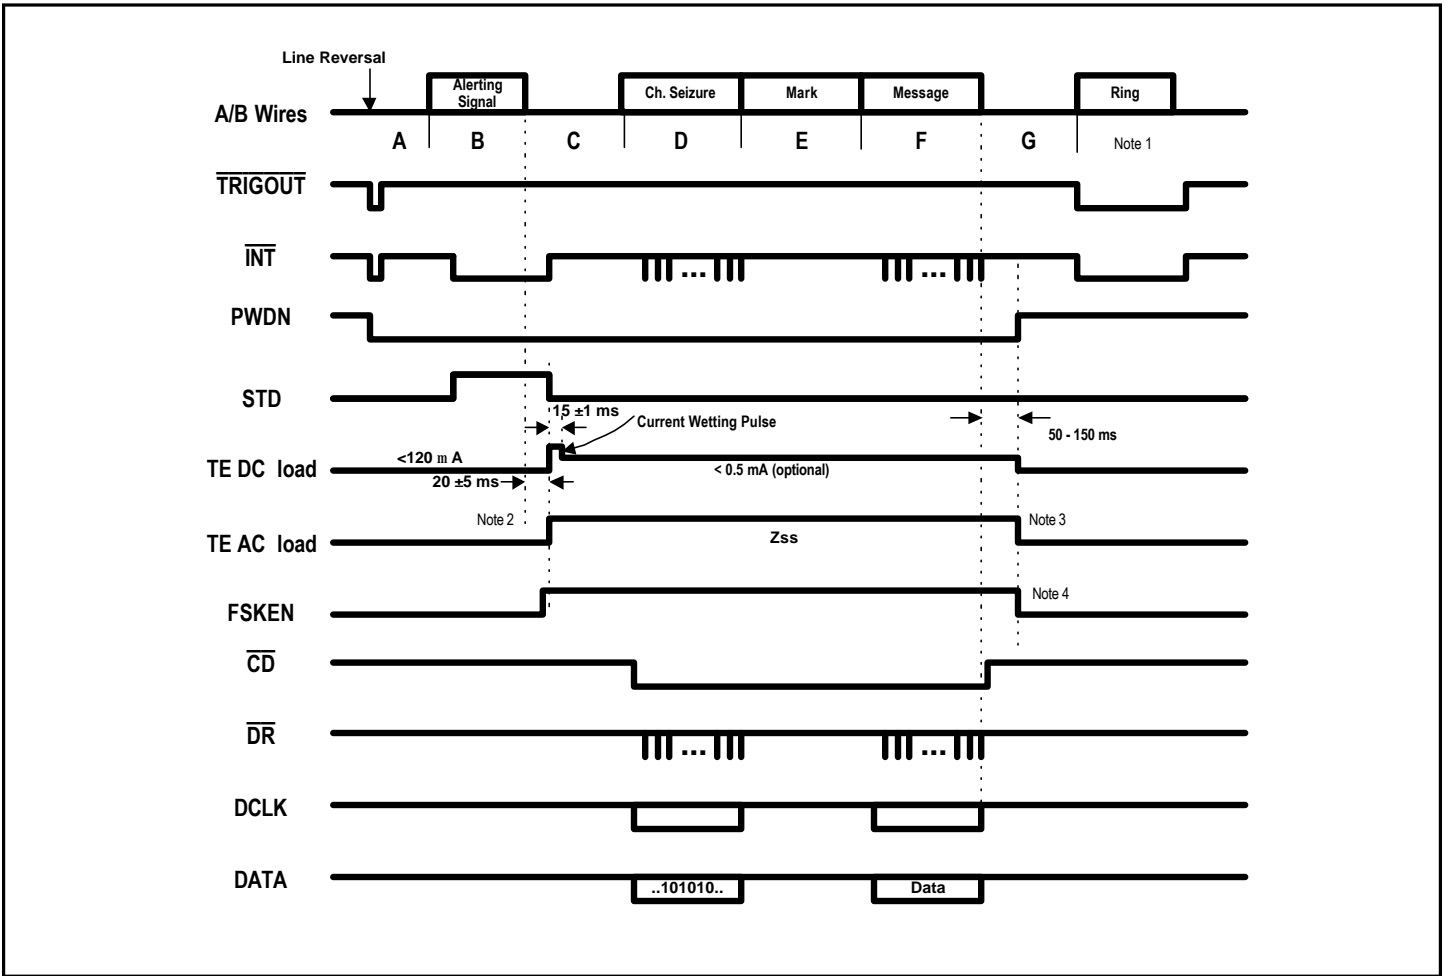 Line Reversal
A/B Wires
Alerting
Signal
Ch. Seizure
Mark
Message
Ring
A
B
C
D
E
F
G
Note 1
TRIGOUT
INT
PWDN
STD
15 ±1 ms
Current Wetting Pulse
50 - 150 ms
TE DC load
<120 m A
< 0.5 mA (optional)
20 ±5 ms
Note 2
Note 3
TE AC load
Zss
FSKEN
Note 4
CD
DR
...
...
...
...
DCLK
DATA
..101010..
Data